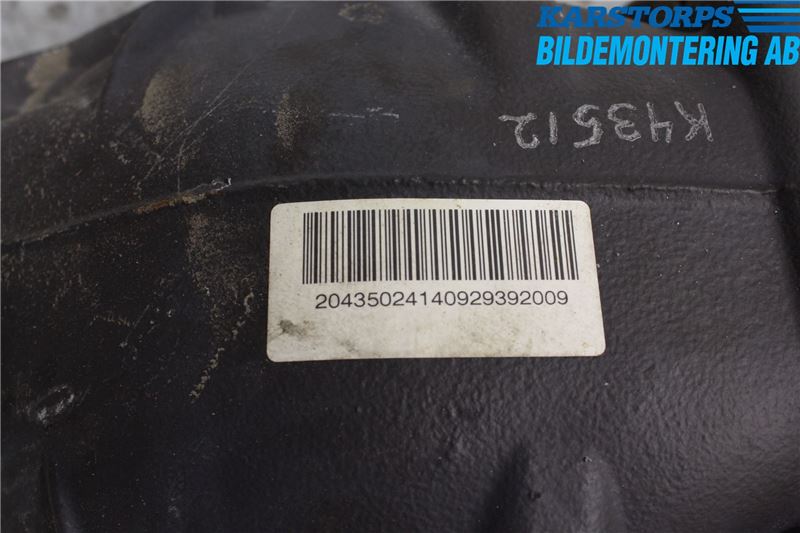 KARSTORPS
BILDEMONTERING AB
K43512
20435024140929392009